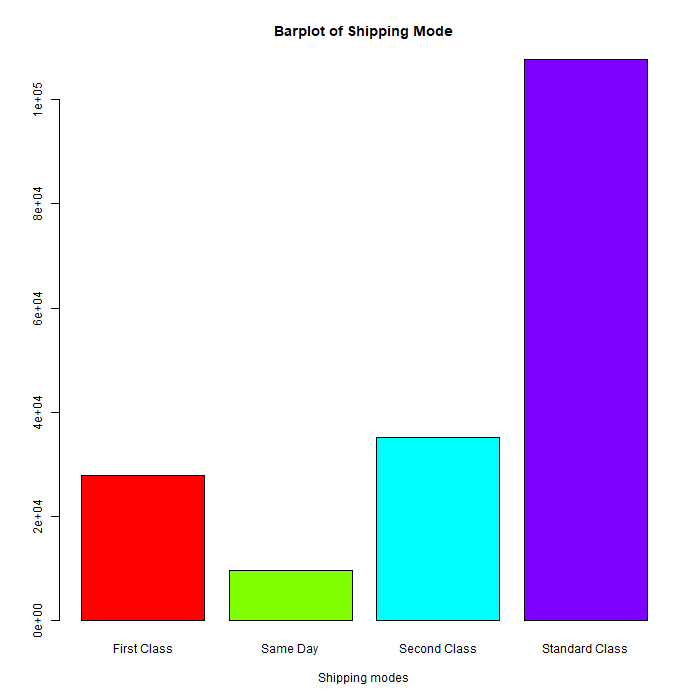 Barplot of Shipping Mode
1e+05
8e+04
6e+04
4e+04
2e+04
0e+00
First Class
Same Day
Second Class
Standard Class
Shipping modes